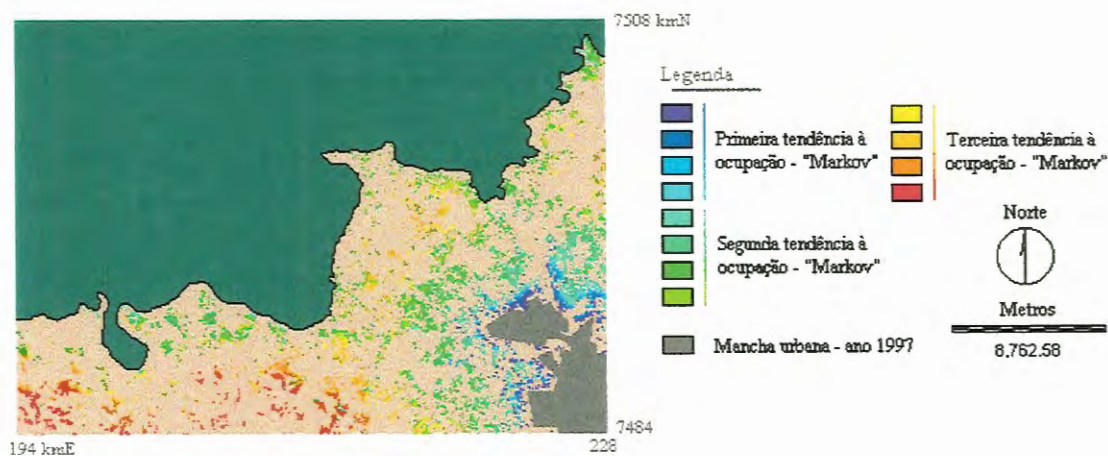 7508 kmN
Legenda
Primeira tendência à
ocupação - "Markov"
Segunda tendência à
ocupação - "Markov"
Mancha urbana - ano 1997
Terceira tendência à
ocupação - "Markov"
Norte
Metros
8.762.58
7484
194 kmE
228